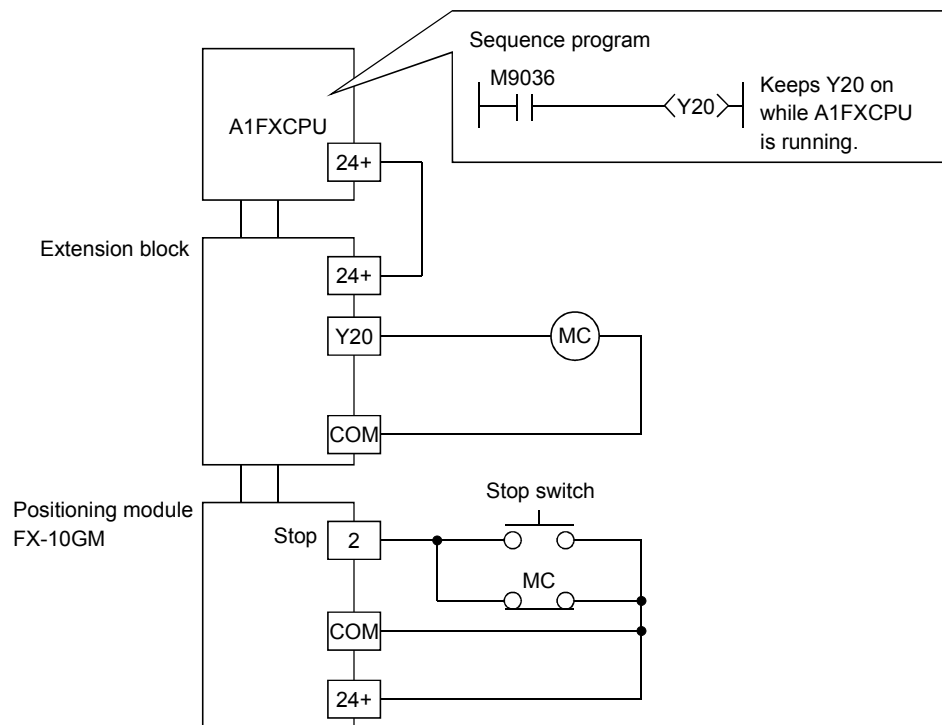 Sequence program
M9036
Y20
Keeps Y20 on
while A1FXCPU
is running.
A1FXCPU
24+
Extension block
24+
Y20
MC
COM
Positioning module
FX-10GM
Stop
2
Stop switch
MC
COM
24+